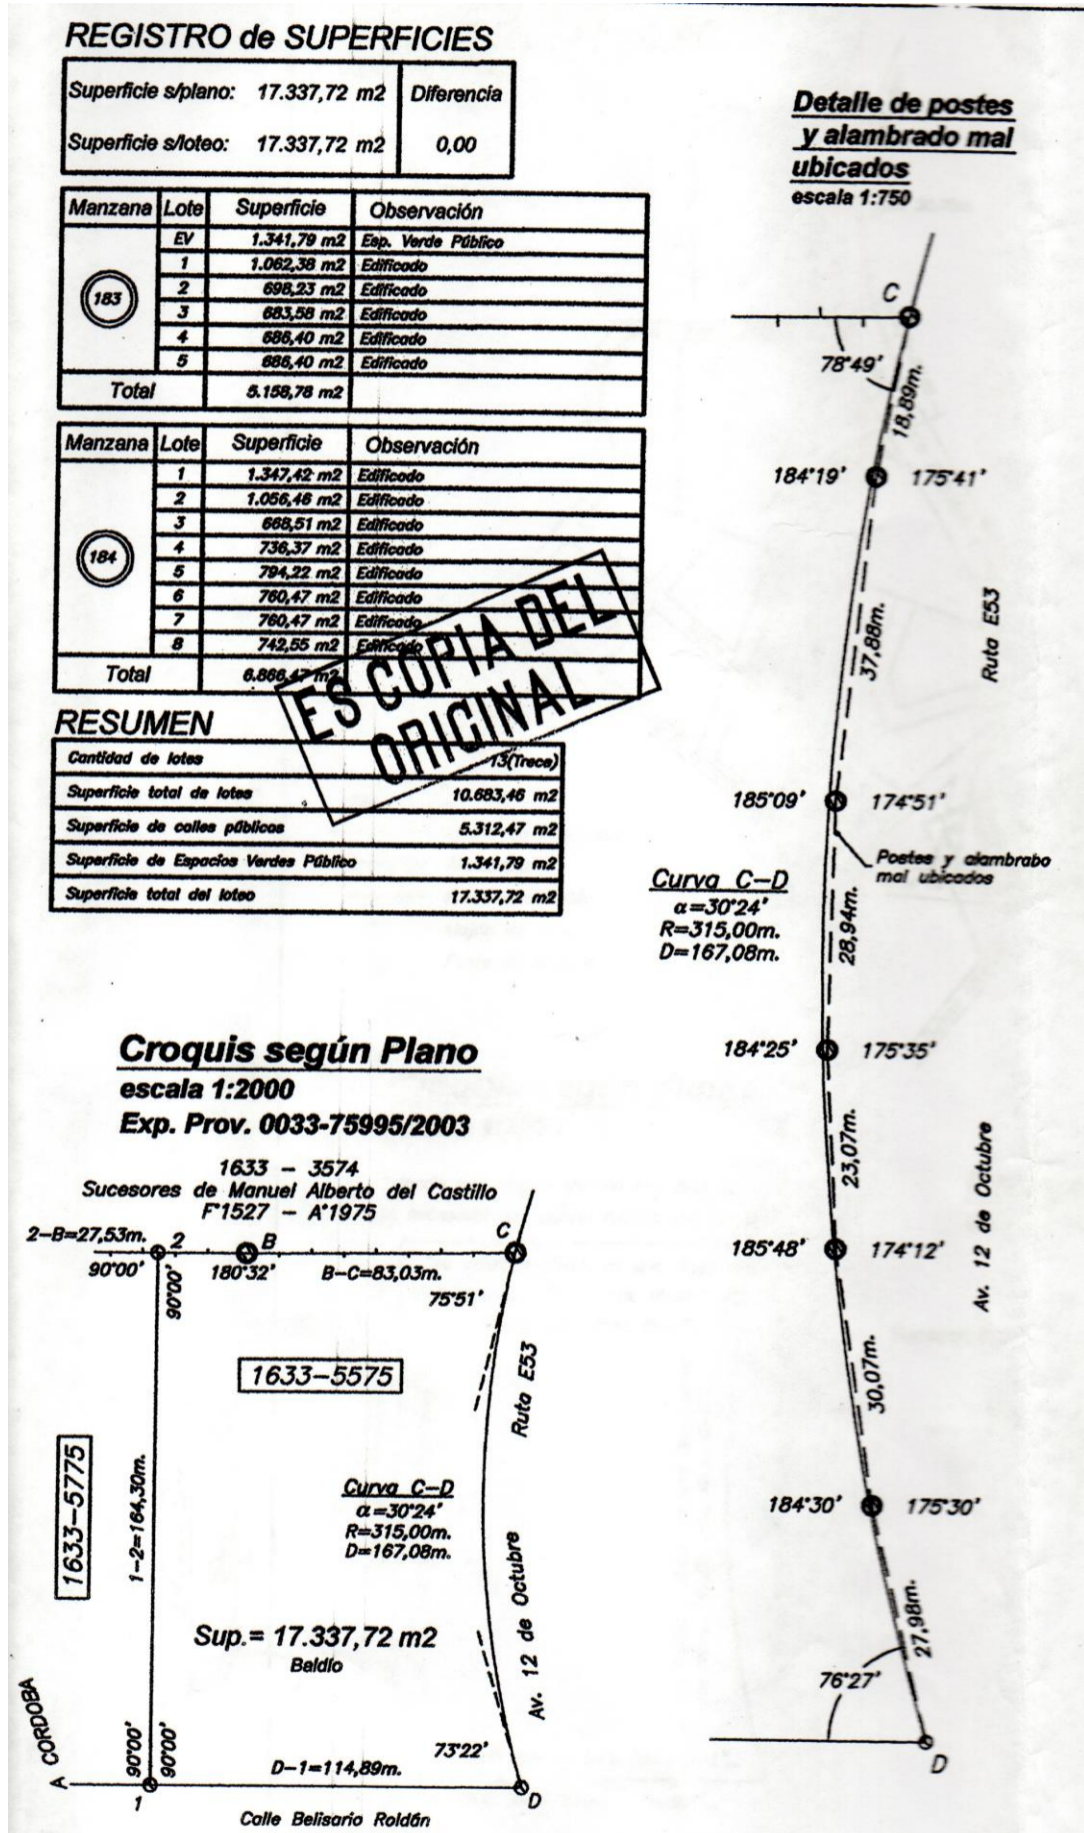 REGISTRO de SUPERFICIES
Superficie s/plano: 17.337,72 m2 Diferencia
Superficie s/loteo: 17.337,72 m2 0,00
Manzana Lote Superficie Observación
EV 1.341,79 m2 Esp. Verde Público
1 1.062,38 m2 Edificado
2 698,23 m2 Edificado
183
3 683,58 m2 Edificado
4 686,40 m2 Edificado
5 686,40 m2 Edificado
Total 5.158,78 m2
Manzana Lote Superficie Observación
1 1.347,42 m2 Edificado
2 1.056,46 m2 Edificado
3 668,51 m2 Edificado
4 736,37 m2 Edificado
184
5 794,22 m2 Edificado
6 760,47 m2 Edificado
7 760,47 m2 Edificado
8 742,55 m2 Edificado
Total 6.866,47 m2
ES COPIA DEL
ORIGINAL
RESUMEN
Cantidad de lotes 13(Trece)
Superficie total de lotes 10.683,46 m2
Superficie de calles públicas 5.312,47 m2
Superficie de Espacios Verdes Público 1.341,79 m2
Superficie total del loteo 17.337,72 m2
Detalle de postes
y alambrado mal
ubicados
escala 1:750
C
78°49'
18,89m.
184°19' 175°41'
37,88m.
Ruta E53
185°09' 174°51'
Postes y alambrabo
mal ubicados
Curva C-D
α=30°24'
R=315,00m.
D=167,08m.
28,94m.
184°25' 175°35'
23,07m.
Av. 12 de Octubre
185°48' 174°12'
30,07m.
184°30' 175°30'
27,98m.
76°27'
D
Croquis según Plano
escala 1:2000
Exp. Prov. 0033-75995/2003
1633 - 3574
Sucesores de Manuel Alberto del Castillo
F°1527 - A°1975
2-B=27,53m. 2 B C
90°00' 180°32' B-C=83,03m.
90°00'
75°51'
1633-5575
Ruta E53
1633-5775
1-2=164,30m.
Curva C-D
α=30°24'
R=315,00m.
D=167,08m.
Av. 12 de Octubre
Sup.= 17.337,72 m2
Baldío
A CORDOBA
90°00'
90°00'
73°22'
D-1=114,89m.
1
D
Calle Belisario Roldán